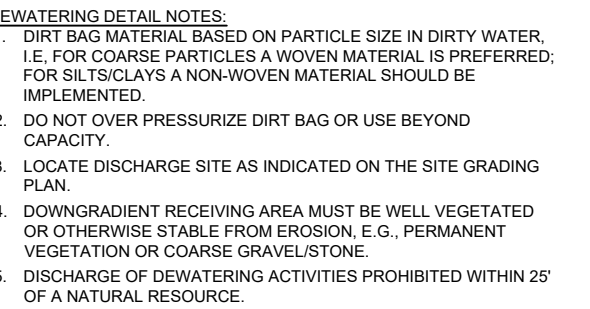 EWATERING DETAIL NOTES:
. DIRT BAG MATERIAL BASED ON PARTICLE SIZE IN DIRTY WATER,
I.E, FOR COARSE PARTICLES A WOVEN MATERIAL IS PREFERRED;
FOR SILTS/CLAYS A NON-WOVEN MATERIAL SHOULD BE
IMPLEMENTED.
2. DO NOT OVER PRESSURIZE DIRT BAG OR USE BEYOND
CAPACITY.
3. LOCATE DISCHARGE SITE AS INDICATED ON THE SITE GRADING
PLAN.
4. DOWNGRADIENT RECEIVING AREA MUST BE WELL VEGETATED
OR OTHERWISE STABLE FROM EROSION, E.G., PERMANENT
VEGETATION OR COARSE GRAVEL/STONE.
5. DISCHARGE OF DEWATERING ACTIVITIES PROHIBITED WITHIN 25'
OF A NATURAL RESOURCE.